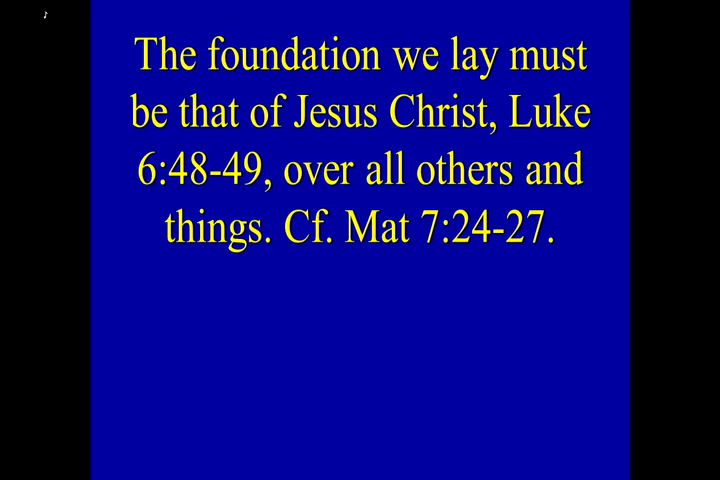 The foundation we lay must
be that of Jesus Christ, Luke
6:48-49, over all others and
things. Cf. Mat 7:24-27.